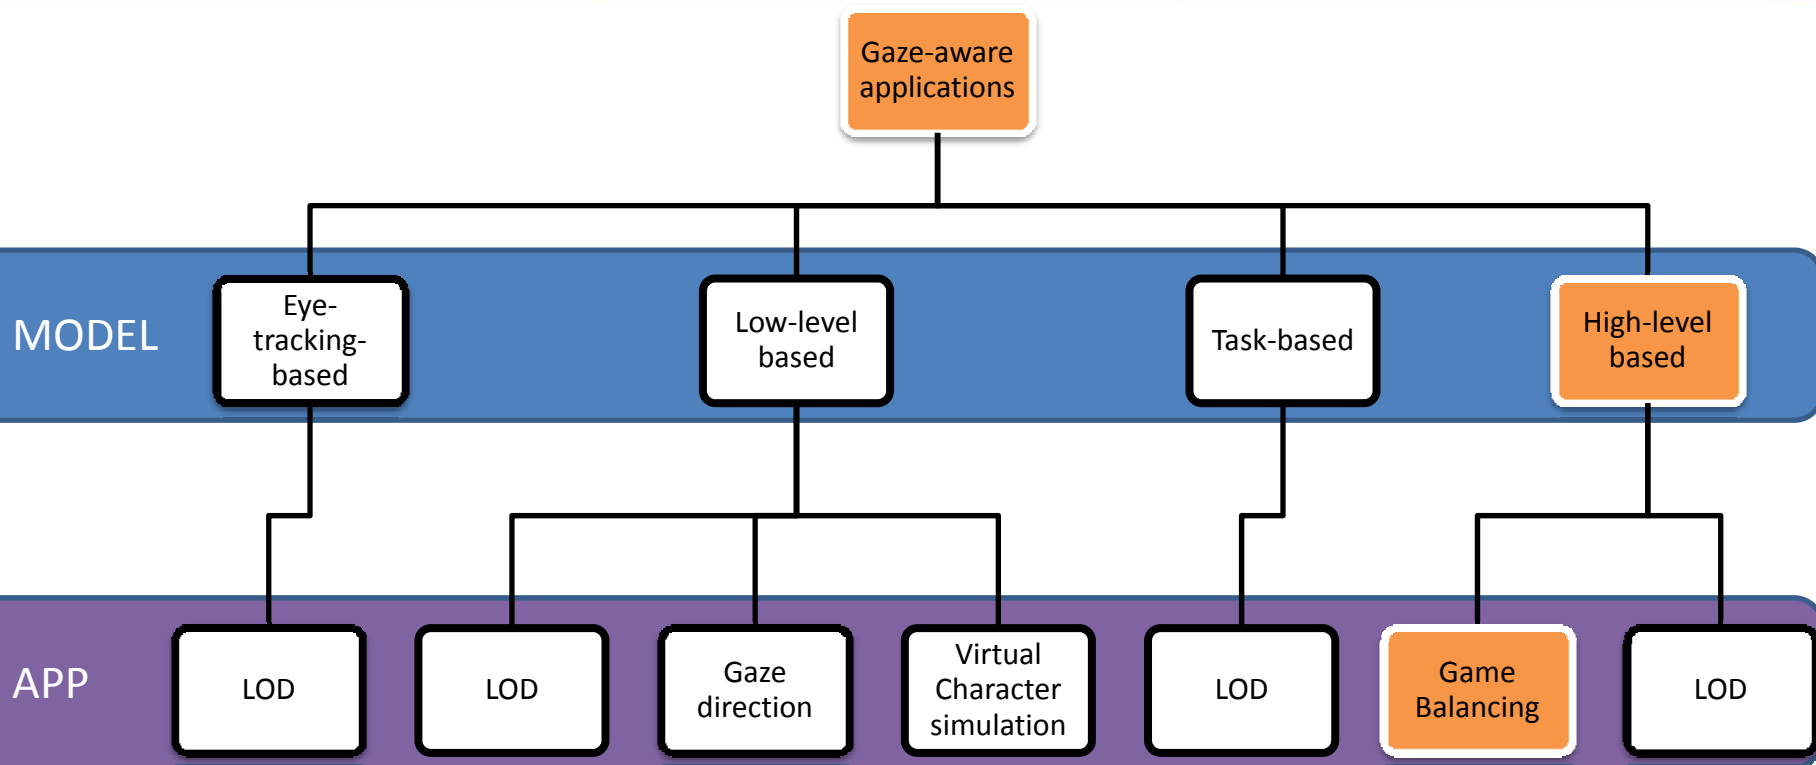 Gaze-aware
applications
MODEL
Eye-
tracking-
based
Low-level
based
Task-based
High-level
based
APP
LOD
LOD
Gaze
direction
Virtual
Character
simulation
LOD
Game
Balancing
LOD